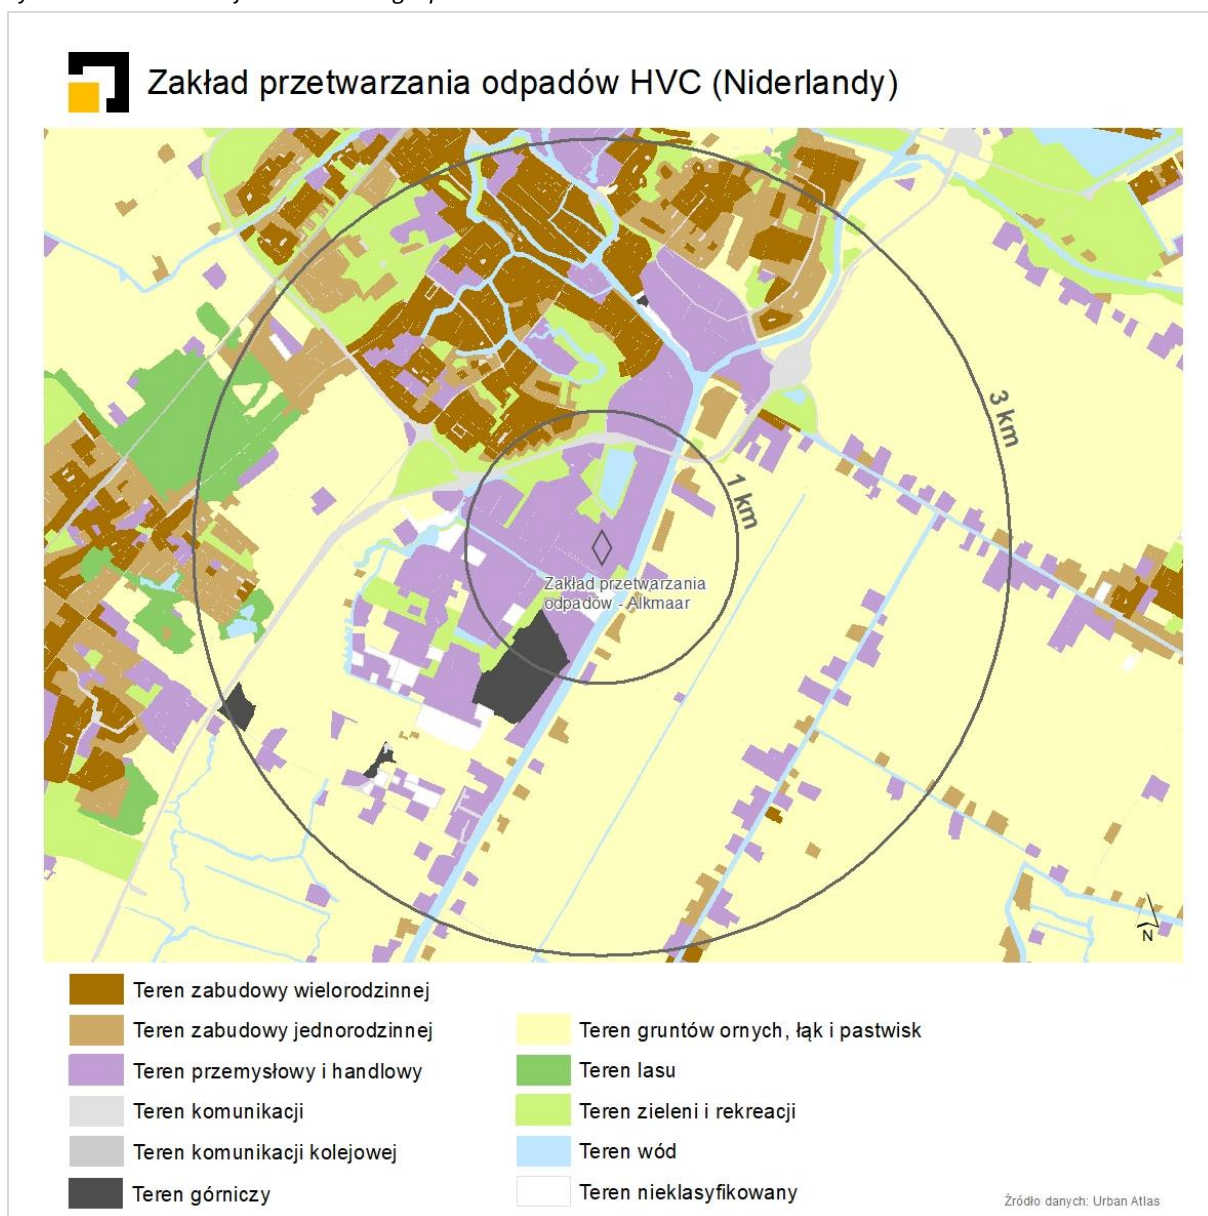 Zakład przetwarzania odpadów HVC (Niderlandy)
3 km
1 km
Zakład przetwarzania
odpadów - Alkmaar
N
Teren zabudowy wielorodzinnej
Teren zabudowy jednorodzinnej
Teren przemysłowy i handlowy
Teren komunikacji
Teren komunikacji kolejowej
Teren górniczy
Teren gruntów ornych, łąk i pastwisk
Teren lasu
Teren zieleni i rekreacji
Teren wód
Teren nieklasyfikowany
Źródło danych: Urban Atlas